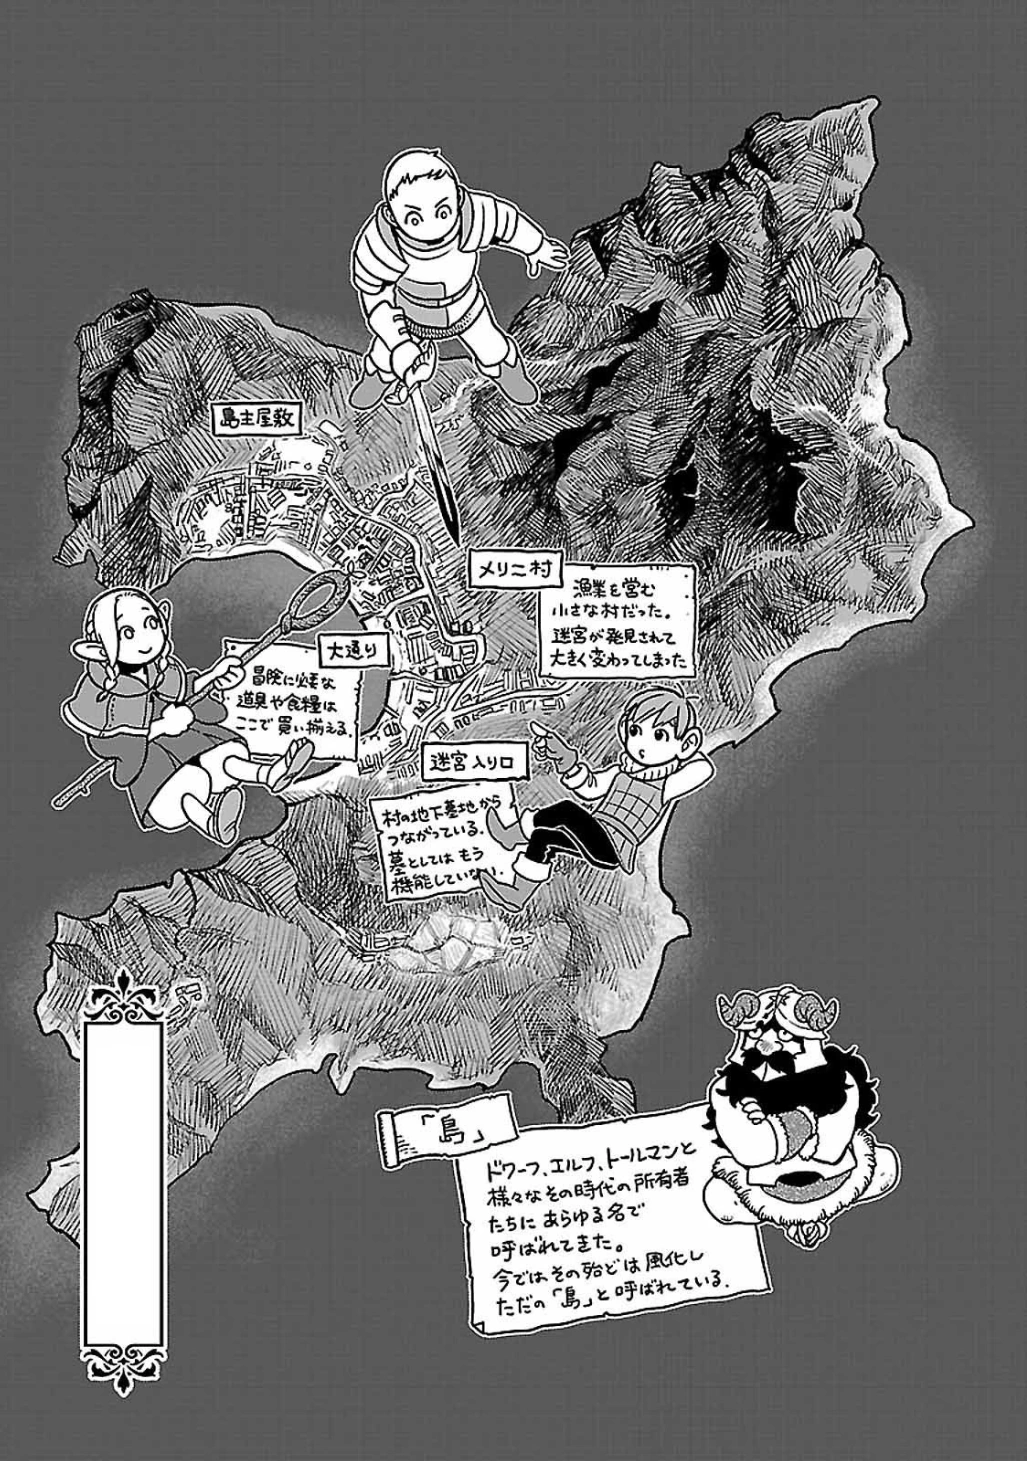 島主屋敷
メリニ村
漁業を営む
小さな村だった。
迷宮が発見されて
大きく変わってしまった
大通り
冒険に必要な
道具や食糧は
ここで買い揃える。
迷宮入り口
村の地下墓地から
つながっている。
墓としてはもう
機能していない。
「島」
ドワーフ、エルフ、トールマンと
様々なその時代の所有者
たちにあらゆる名で
呼ばれてきた。
今ではその殆どは風化し
ただの「島」と呼ばれている。